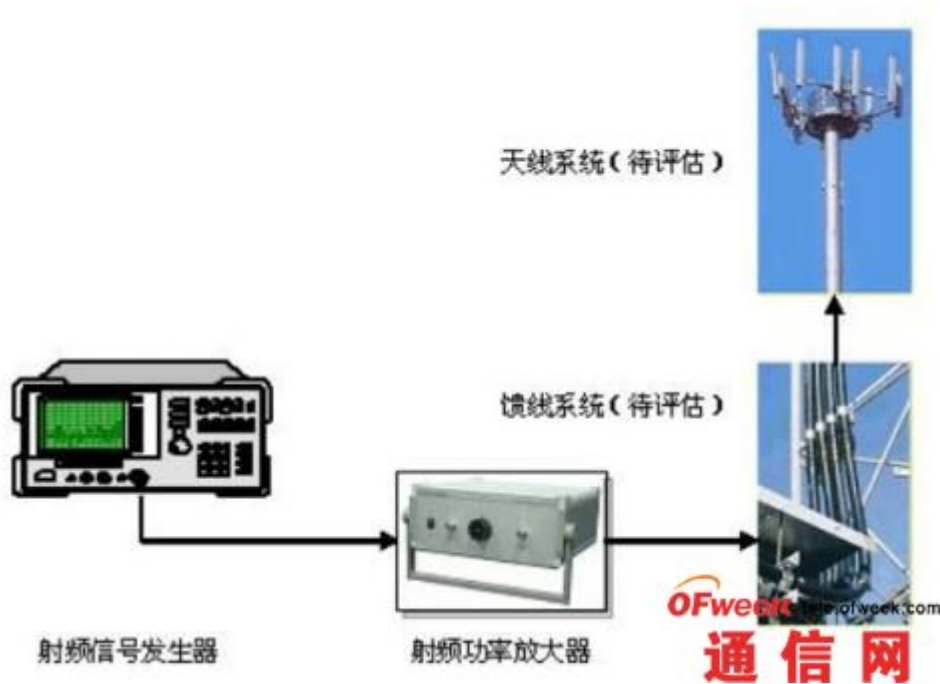 天线系统（待评估）
馈线系统（待评估）
OFweek tele.ofweek.com
通信网
射频信号发生器
射频功率放大器